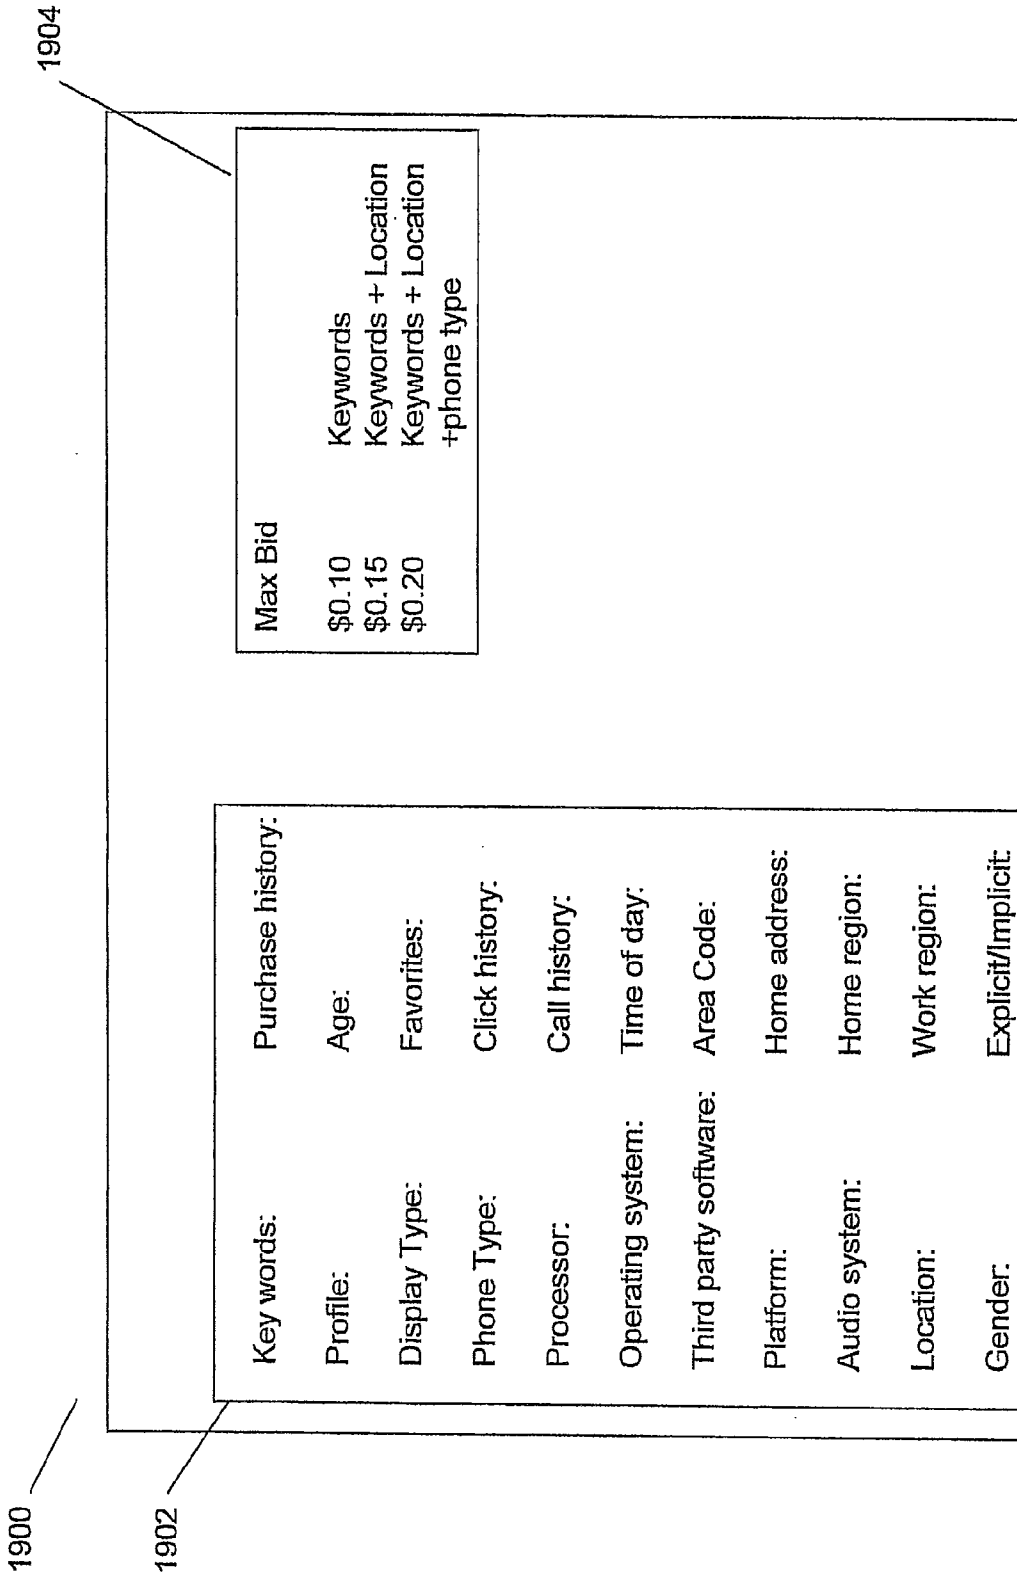 1900
1902
Key words:
Profile:
Display Type:
Phone Type:
Processor:
Operating system:
Third party software:
Platform:
Audio system:
Location:
Gender:
Purchase history:
Age:
Favorites:
Click history:
Call history:
Time of day:
Area Code:
Home address:
Home region:
Work region:
Explicit/Implicit:
1904
Max Bid
$0.10 Keywords
$0.15 Keywords + Location
$0.20 Keywords + Location
+phone type